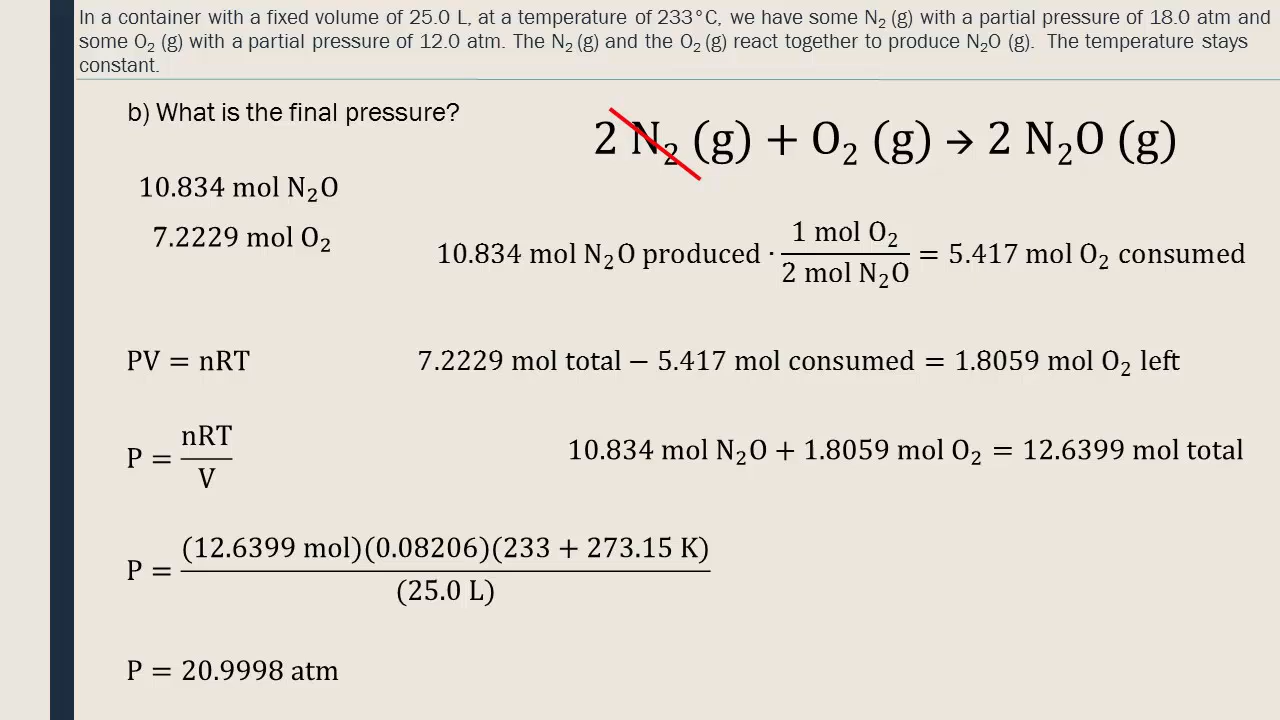 In a container with a fixed volume of 25.0 L, at a temperature of 233°C, we have some N₂ (g) with a partial pressure of 18.0 atm and
some O₂ (g) with a partial pressure of 12.0 atm. The N₂ (g) and the O₂ (g) react together to produce N₂O (g). The temperature stays
constant.
b) What is the final pressure?
2 N₂ (g) + O₂ (g) → 2 N₂O (g)
10.834 mol N₂O
7.2229 mol O₂
10.834 mol N₂O produced · (1 mol O₂)/(2 mol N₂O) = 5.417 mol O₂ consumed
PV = nRT
7.2229 mol total − 5.417 mol consumed = 1.8059 mol O₂ left
P = nRT/V
10.834 mol N₂O + 1.8059 mol O₂ = 12.6399 mol total
P = (12.6399 mol)(0.08206)(233 + 273.15 K)/(25.0 L)
P = 20.9998 atm